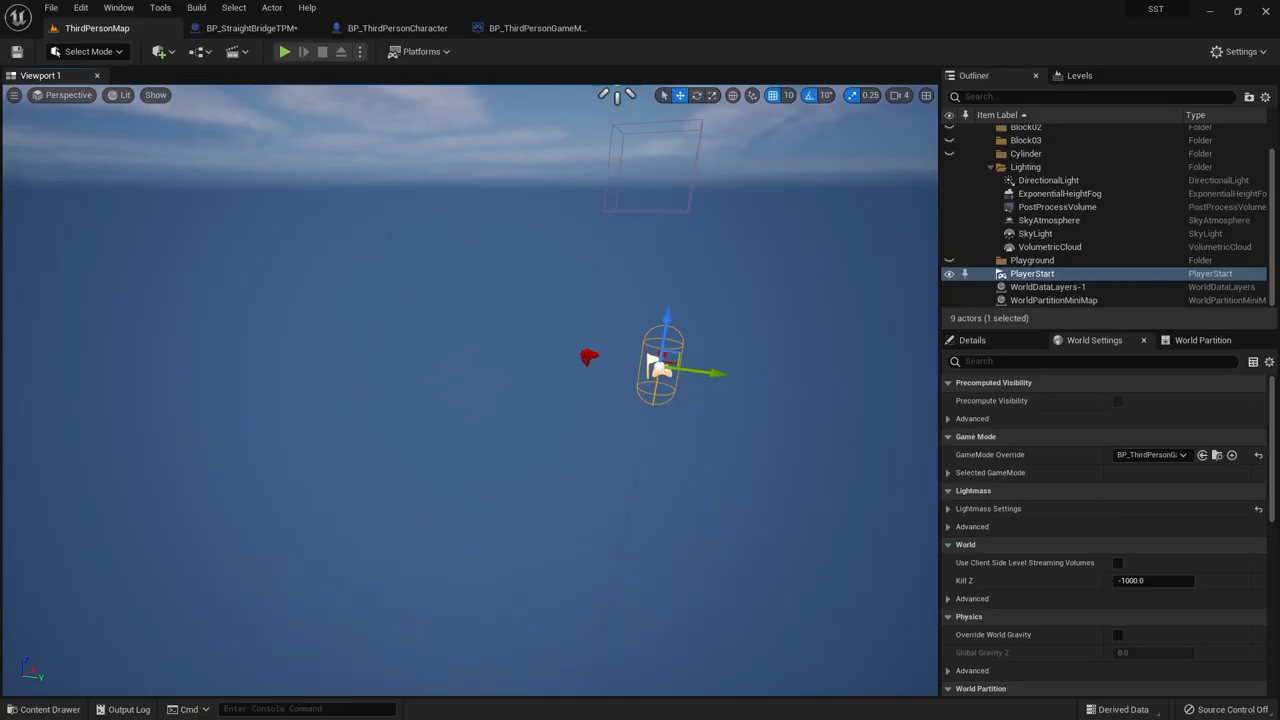 File Edit Window Tools Build Select Actor Help
SST
ThirdPersonMap
BP_StraightBridgeTPM*
BP_ThirdPersonCharacter
BP_ThirdPersonGameM...
Select Mode
Platforms
Settings
Viewport 1
Perspective
Lit
Show
10
10°
0.25
4
Outliner
Levels
Search...
Item Label
Type
Block02 Folder
Block03 Folder
Cylinder Folder
Lighting Folder
DirectionalLight DirectionalLight
ExponentialHeightFog ExponentialHeightFo
PostProcessVolume PostProcessVolume
SkyAtmosphere SkyAtmosphere
SkyLight SkyLight
VolumetricCloud VolumetricCloud
Playground Folder
PlayerStart PlayerStart
WorldDataLayers-1 WorldDataLayers
WorldPartitionMiniMap WorldPartitionMiniM
9 actors (1 selected)
Details
World Settings
World Partition
Search
Precomputed Visibility
Precompute Visibility
Advanced
Game Mode
GameMode Override BP_ThirdPersonGa
Selected GameMode
Lightmass
Lightmass Settings
Advanced
World
Use Client Side Level Streaming Volumes
Kill Z -1000.0
Advanced
Physics
Override World Gravity
Global Gravity Z 0.0
Advanced
World Partition
Z
Y
Content Drawer
Output Log
Cmd
Enter Console Command
Derived Data
Source Control Off